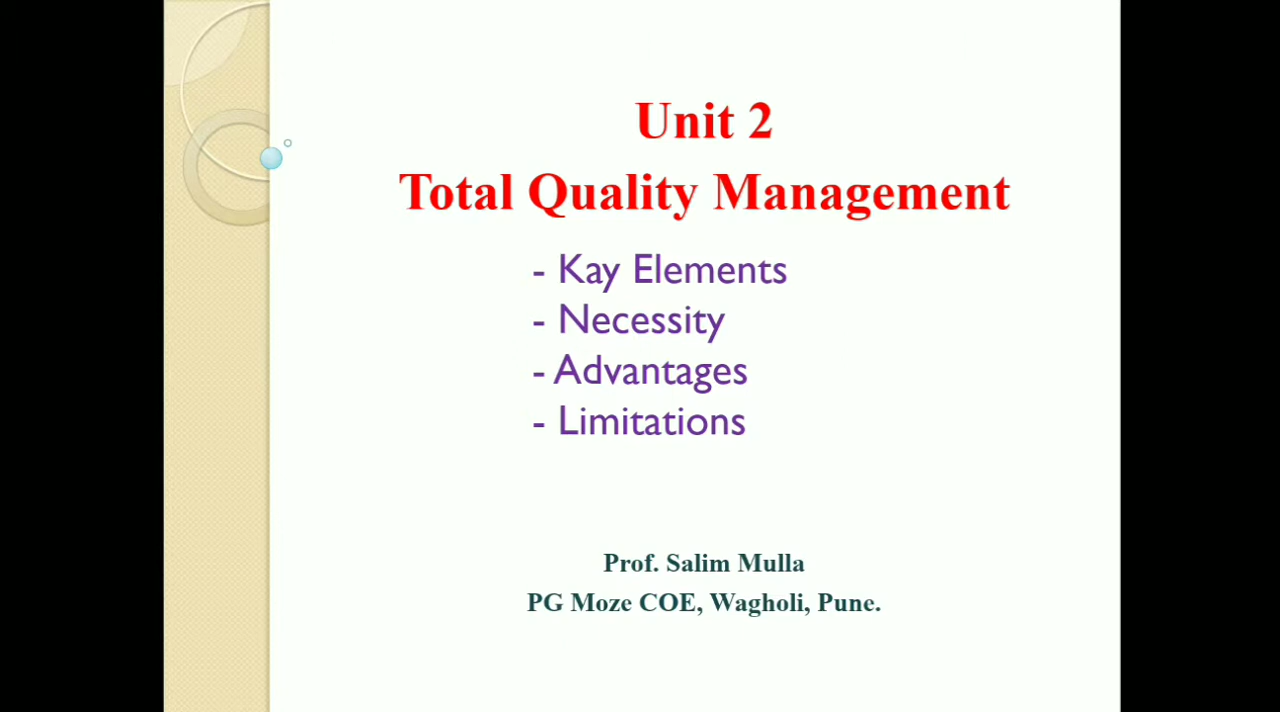 Unit 2
Total Quality Management
- Kay Elements
- Necessity
- Advantages
- Limitations
Prof. Salim Mulla
PG Moze COE, Wagholi, Pune.